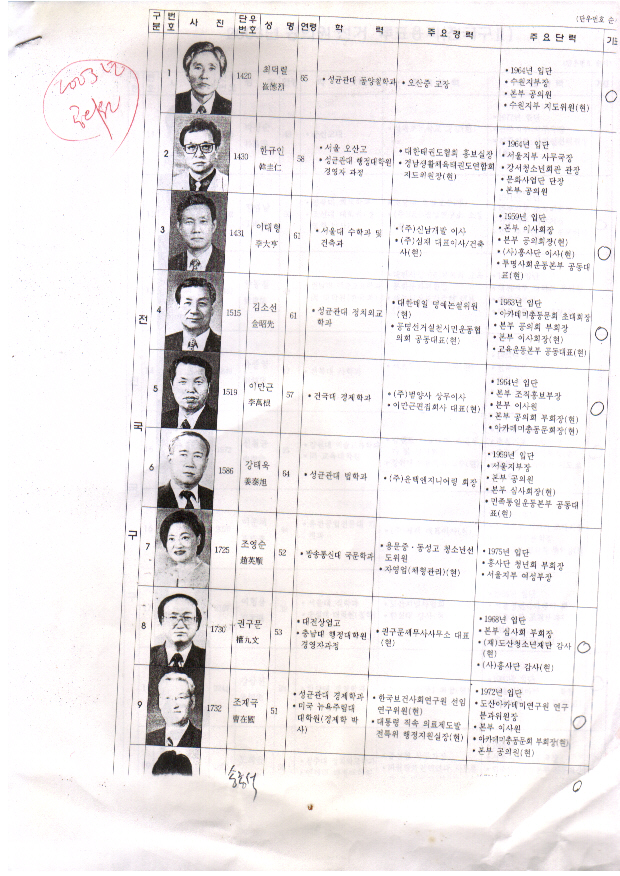 (단우번호 순
구분 번호 사 진 단우번호 성 명 연령 학 력 주요경력 주요단력
2003년
전 국 구
1 1420 최덕릴 65
• 성균관대 동양철학과
• 오산중 교장
• 1964년 입단
• 수원지부장
• 본부 공의원
• 수원지부 지도위원(현)
2 1430 한규인 韓圭仁 58
• 서울 오산고
• 성균관대 행정대학원 경영자 과정
• 대한태권도협회 홍보실장
• 경남생활체육태권도연합회 지도위원장(현)
• 1964년 입단
• 서울지부 사무국장
• 강서청소년회관 관장
• 문화사업단 단장
• 본부 공의원
3 1431 이대형 李大亨 61
• 서울대 수학과 및 건축과
• (주)신남개발 이사
• (주)삼재 대표이사/건축사(현)
• 1959년 입단
• 본부 이사회장
• 본부 공의회장(현)
• (사)흥사단 이사(현)
• 투명사회운동본부 공동대표(현)
4 1515 김소선 金昭先 61
• 성균관대 정치외교학과
• 대한매일 명예논설위원(현)
• 공명선거실천시민운동협의회 공동대표(현)
• 1963년 입단
• 아카데미총동문회 초대회장
• 본부 공의회 부회장
• 본부 이사회장(현)
• 교육운동본부 공동대표(현)
5 1519 이만근 李萬根 57
• 건국대 경제학과
• (주)범양사 상무이사
• 이만근편집회사 대표(현)
• 1964년 입단
• 본부 조직홍보부장
• 본부 이사원
• 본부 공의회 부회장(현)
• 아카데미총동문회장(현)
6 1586 강태욱 姜泰旭 64
• 성균관대 법학과
• (주)은택엔지니어링 회장
• 1959년 입단
• 서울지부장
• 본부 공의원
• 본부 심사회장(현)
• 민족통일운동본부 공동대표(현)
7 1725 조영순 趙英順 52
• 방송통신대 국문학과
• 용문중·동성고 청소년선도위원
• 자영업(체형관리)(현)
• 1975년 입단
• 흥사단 청년회 부회장
• 서울지부 여성부장
8 1730 권구문 權九文 53
• 대전상업고
• 충남대 행정대학원 경영자과정
• 권구문세무사사무소 대표(현)
• 1968년 입단
• 본부 심사회 부회장
• (재)도산청소년재단 감사(현)
• (사)흥사단 감사(현)
9 1732 조재국 曺在國 51
• 성균관대 경제학과
• 미국 뉴욕주립대 대학원(경제학 박사)
• 한국보건사회연구원 선임연구위원(현)
• 대통령 직속 의료제도발전특위 행정지원실장(현)
• 1972년 입단
• 도산아카데미연구원 연구분과위원장
• 본부 이사원
• 아카데미총동문회 부회장(현)
• 본부 공의원(현)